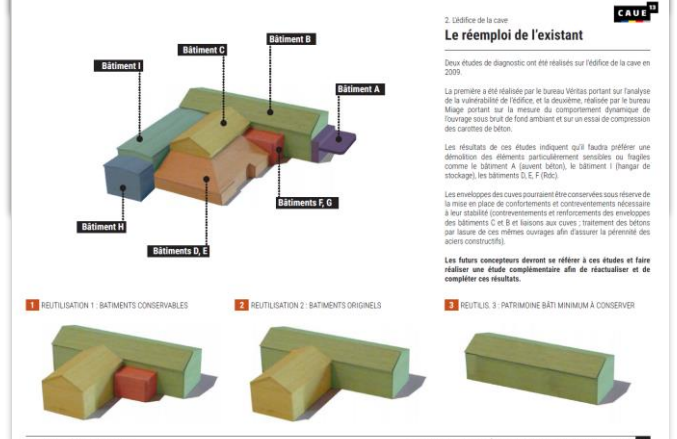 CAUE 13
2. L'édifice de la cave
Le réemploi de l'existant
Deux études de diagnostic ont été réalisés sur l'édifice de la cave en
2009.
La première a été réalisée par le bureau Véritas portant sur l'analyse
de la vulnérabilité de l'édifice, et la deuxième, réalisée par le bureau
Miage portant sur la mesure du comportement dynamique de
l'ouvrage sous bruit de fond ambiant et sur un essai de compression
des carottes de béton.
Les résultats de ces études indiquent qu'il faudra préférer une
démolition des éléments particulièrement sensibles ou fragiles
comme le bâtiment A (auvent béton), le bâtiment I (hangar de
stockage), les bâtiments D, E, F (Rdc).
Les enveloppes des cuves pourraient être conservées sous réserve de
la mise en place de confortements et contreventements nécessaire
à leur stabilité (contreventements et renforcements des enveloppes
des bâtiments C et B et liaisons aux cuves ; traitement des bétons
par lasure de ces mêmes ouvrages afin d'assurer la pérennité des
aciers constructifs).
Les futurs concepteurs devront se référer à ces études et faire
réaliser une étude complémentaire afin de réactualiser et de
compléter ces résultats.
Bâtiment B
Bâtiment C
Bâtiment I
Bâtiment A
Bâtiments F, G
Bâtiment H
Bâtiments D, E
1 REUTILISATION 1 : BATIMENTS CONSERVABLES
2 REUTILISATION 2 : BATIMENTS ORIGINELS
3 REUTILIS. 3 : PATRIMOINE BÂTI MINIMUM À CONSERVER